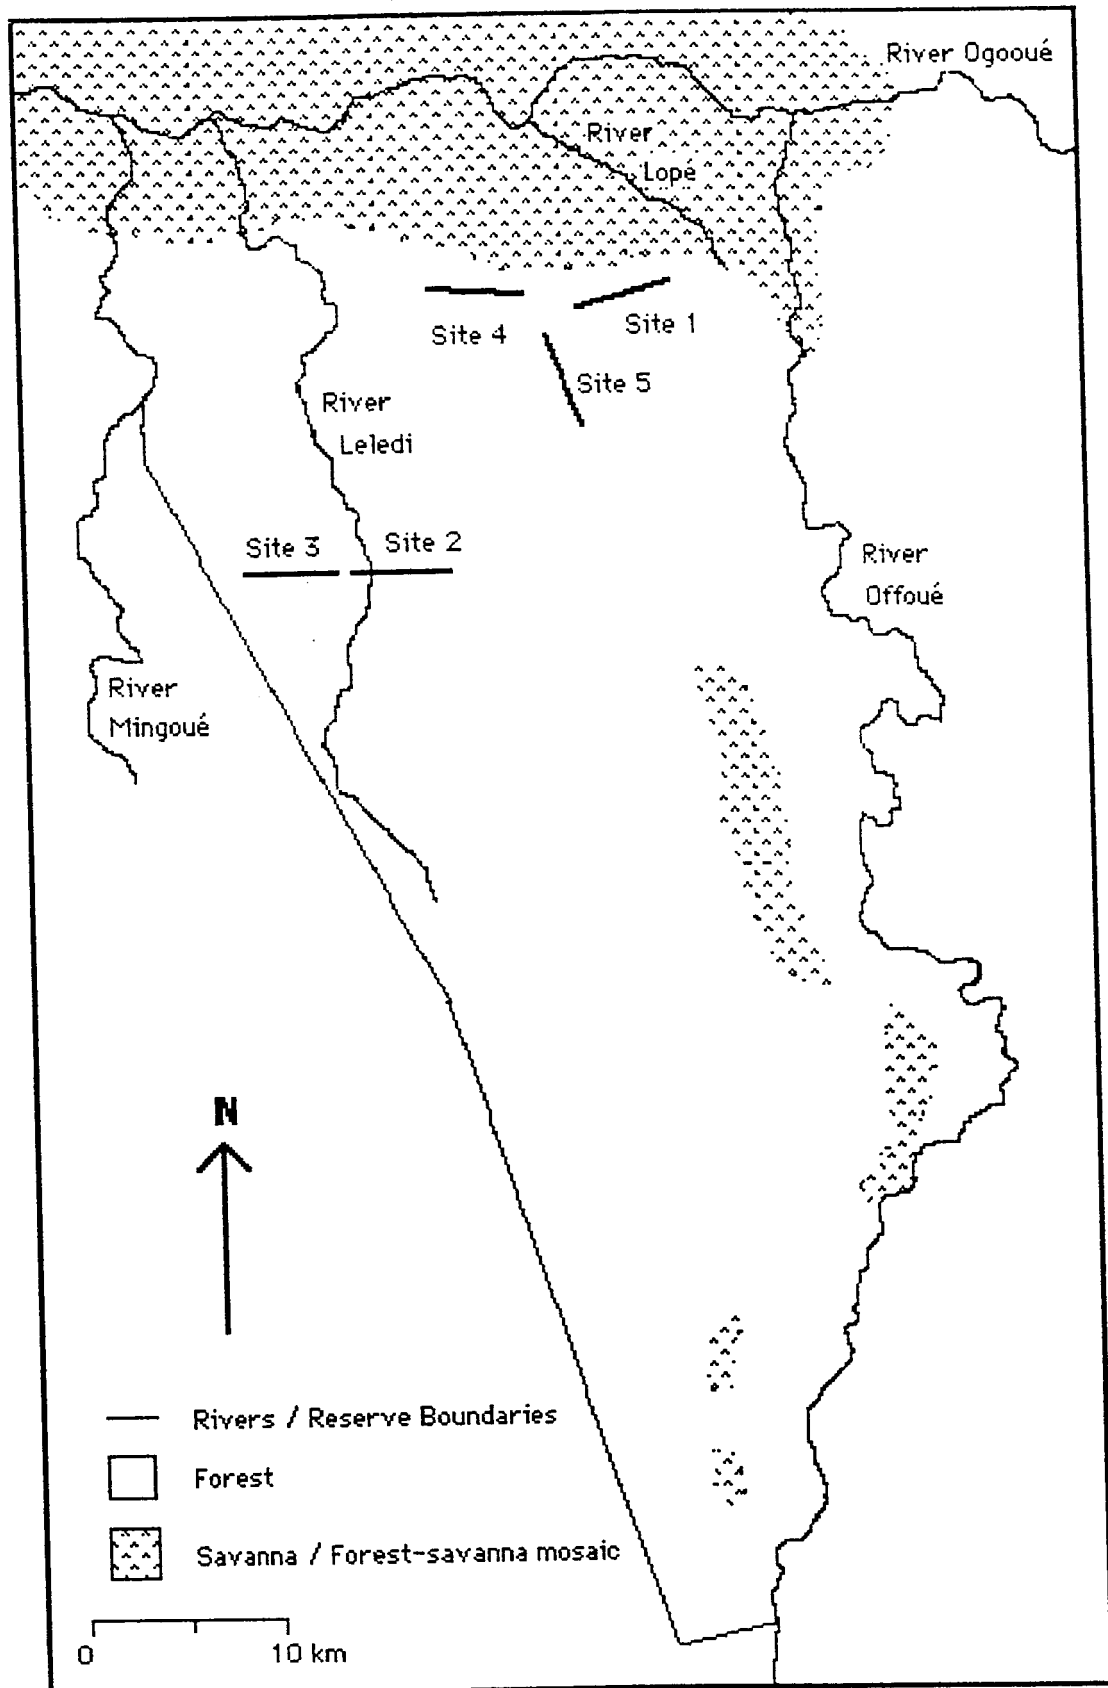 River Ogooué
River
Lopé
Site 4
Site 1
Site 5
River
Leledi
Site 3
Site 2
River
Offoué
River
Mingoué
N
Rivers / Reserve Boundaries
Forest
Savanna / Forest-savanna mosaic
0
10 km